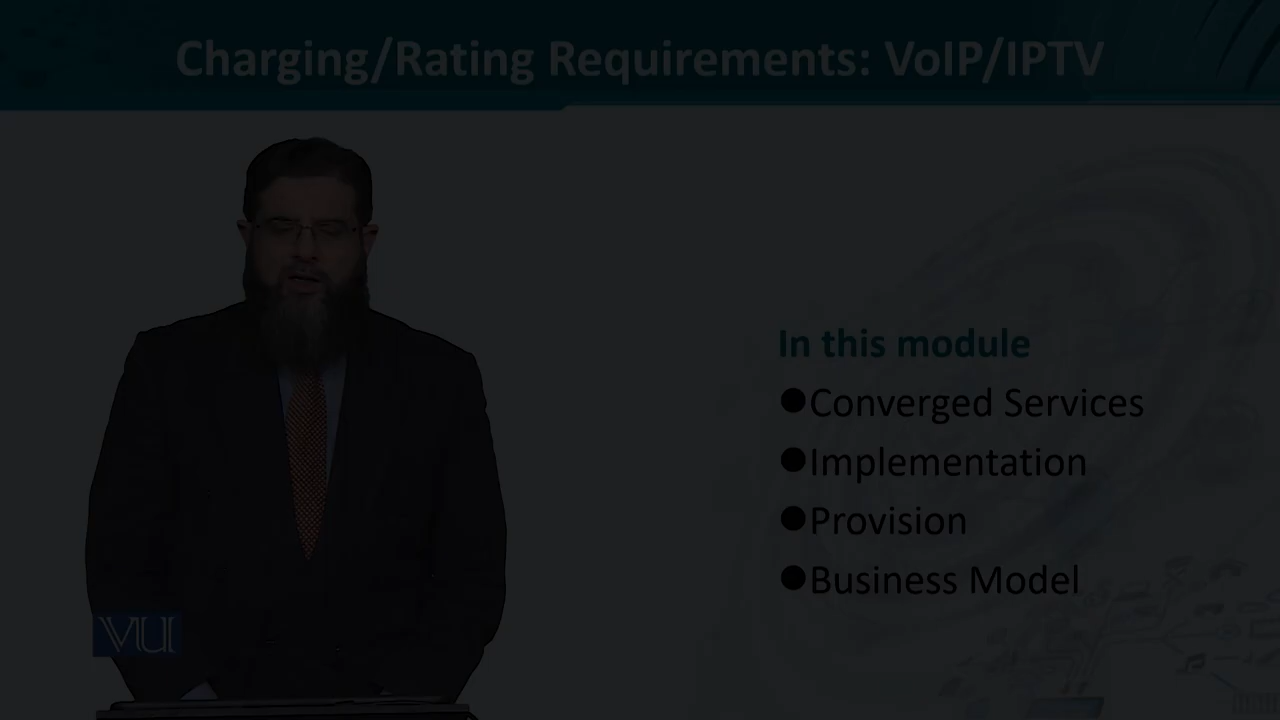 Charging/Rating Requirements: VoIP/IPTV
In this module
●Converged Services
●Implementation
●Provision
●Business Model
VU